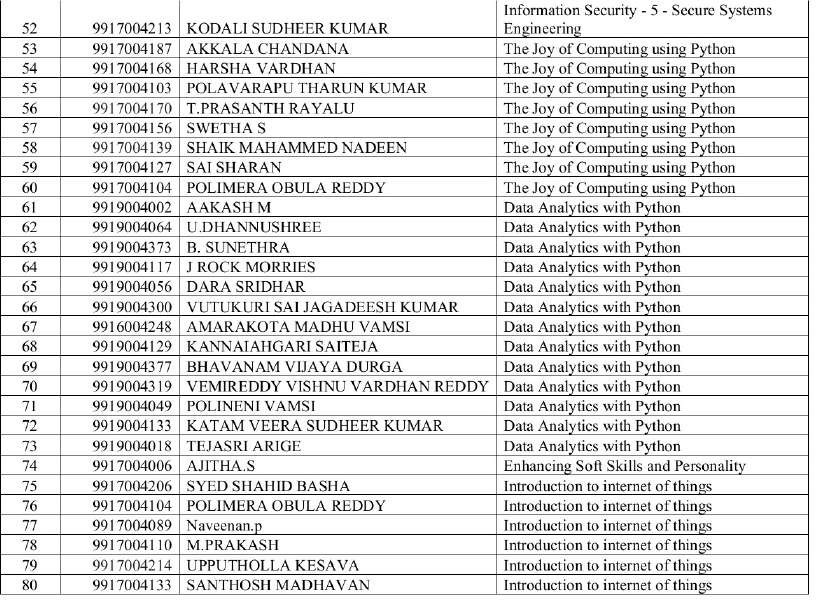 52 9917004213 KODALI SUDHEER KUMAR Information Security - 5 - Secure Systems
Engineering
53 9917004187 AKKALA CHANDANA The Joy of Computing using Python
54 9917004168 HARSHA VARDHAN The Joy of Computing using Python
55 9917004103 POLAVARAPU THARUN KUMAR The Joy of Computing using Python
56 9917004170 T.PRASANTH RAYALU The Joy of Computing using Python
57 9917004156 SWETHA S The Joy of Computing using Python
58 9917004139 SHAIK MAHAMMED NADEEN The Joy of Computing using Python
59 9917004127 SAI SHARAN The Joy of Computing using Python
60 9917004104 POLIMERA OBULA REDDY The Joy of Computing using Python
61 9919004002 AAKASH M Data Analytics with Python
62 9919004064 U.DHANNUSHREE Data Analytics with Python
63 9919004373 B. SUNETHRA Data Analytics with Python
64 9919004117 J ROCK MORRIES Data Analytics with Python
65 9919004056 DARA SRIDHAR Data Analytics with Python
66 9919004300 VUTUKURI SAI JAGADEESH KUMAR Data Analytics with Python
67 9916004248 AMARAKOTA MADHU VAMSI Data Analytics with Python
68 9919004129 KANNAIAHGARI SAITEJA Data Analytics with Python
69 9919004377 BHAVANAM VIJAYA DURGA Data Analytics with Python
70 9919004319 VEMIREDDY VISHNU VARDHAN REDDY Data Analytics with Python
71 9919004049 POLINENI VAMSI Data Analytics with Python
72 9919004133 KATAM VEERA SUDHEER KUMAR Data Analytics with Python
73 9919004018 TEJASRI ARIGE Data Analytics with Python
74 9917004006 AJITHA.S Enhancing Soft Skills and Personality
75 9917004206 SYED SHAHID BASHA Introduction to internet of things
76 9917004104 POLIMERA OBULA REDDY Introduction to internet of things
77 9917004089 Naveenan.p Introduction to internet of things
78 9917004110 M.PRAKASH Introduction to internet of things
79 9917004214 UPPUTHOLLA KESAVA Introduction to internet of things
80 9917004133 SANTHOSH MADHAVAN Introduction to internet of things